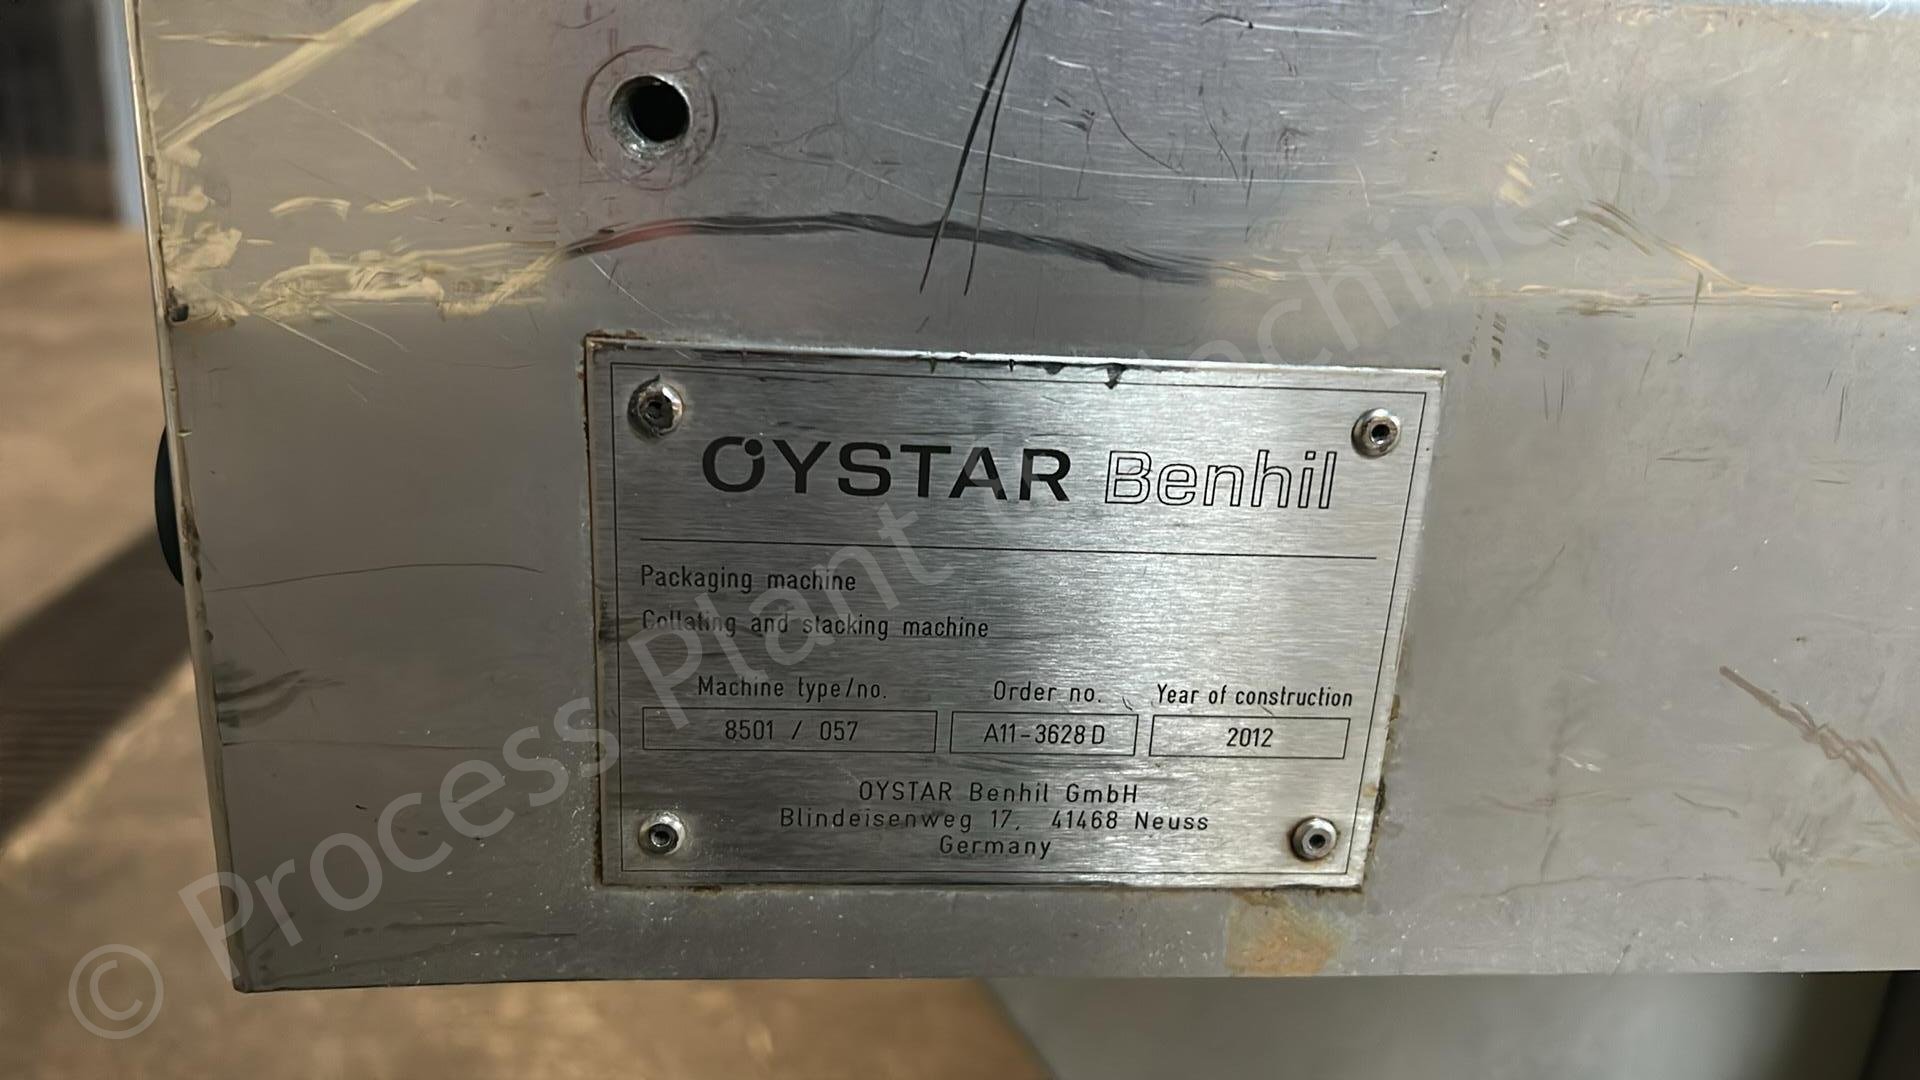 OYSTAR Benhil
Packaging machine
Collating and stacking machine
Machine type/no. Order no. Year of construction
8501 / 057 A11-3628D 2012
OYSTAR Benhil GmbH
Blindeisenweg 17, 41468 Neuss
Germany
© Process Plant & Machinery